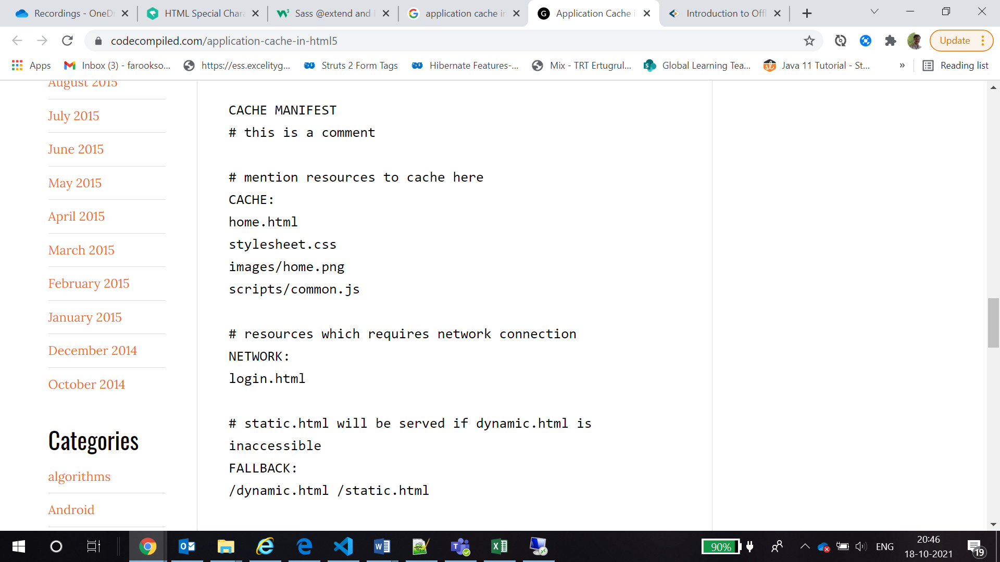 Recordings - OneD
HTML Special Chara
Sass @extend and
application cache in
Application Cache i
Introduction to Offl
codecompiled.com/application-cache-in-html5
Update
Apps
Inbox (3) - farookso...
https://ess.excelityg...
Struts 2 Form Tags
Hibernate Features-...
Mix - TRT Ertugrul...
Global Learning Tea...
Java 11 Tutorial - St...
»
Reading list
August 2015
July 2015
June 2015
May 2015
April 2015
March 2015
February 2015
January 2015
December 2014
October 2014
Categories
algorithms
Android
CACHE MANIFEST
# this is a comment
# mention resources to cache here
CACHE:
home.html
stylesheet.css
images/home.png
scripts/common.js
# resources which requires network connection
NETWORK:
login.html
# static.html will be served if dynamic.html is
inaccessible
FALLBACK:
/dynamic.html /static.html
90%
ENG
20:46
18-10-2021
19